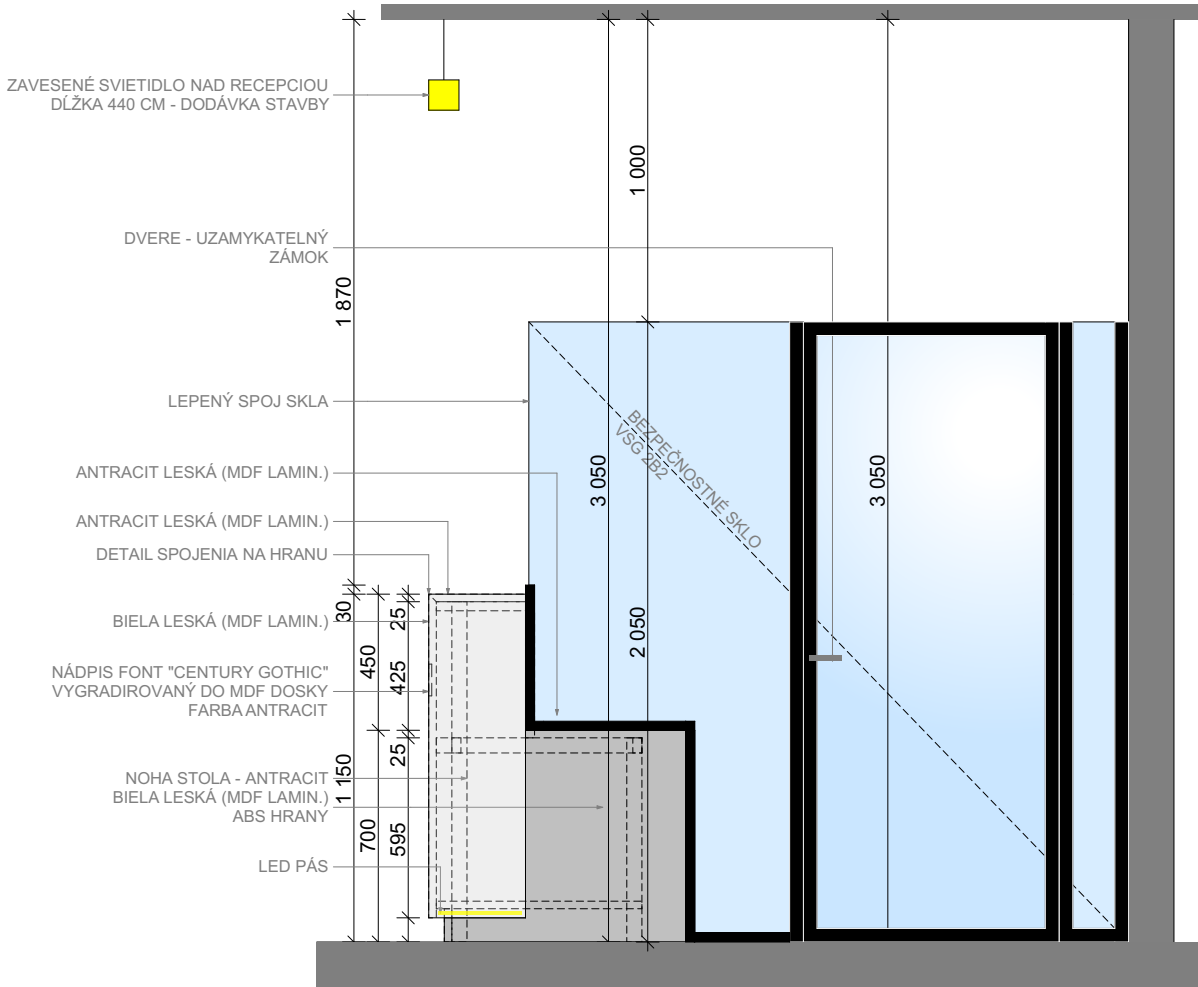 ZAVESENÉ SVIETIDLO NAD RECEPCIOU
DĹŽKA 440 CM - DODÁVKA STAVBY
1 000
DVERE - UZAMYKATELNÝ
ZÁMOK
1 870
LEPENÝ SPOJ SKLA
BEZPEČNOSTNÉ SKLO
VSG 2B2
ANTRACIT LESKÁ (MDF LAMIN.)
3 050
3 050
ANTRACIT LESKÁ (MDF LAMIN.)
DETAIL SPOJENIA NA HRANU
30
25
BIELA LESKÁ (MDF LAMIN.)
2 050
450
425
NÁDPIS FONT "CENTURY GOTHIC"
VYGRADIROVANÝ DO MDF DOSKY
FARBA ANTRACIT
25
1 150
NOHA STOLA - ANTRACIT
BIELA LESKÁ (MDF LAMIN.)
ABS HRANY
700
595
LED PÁS